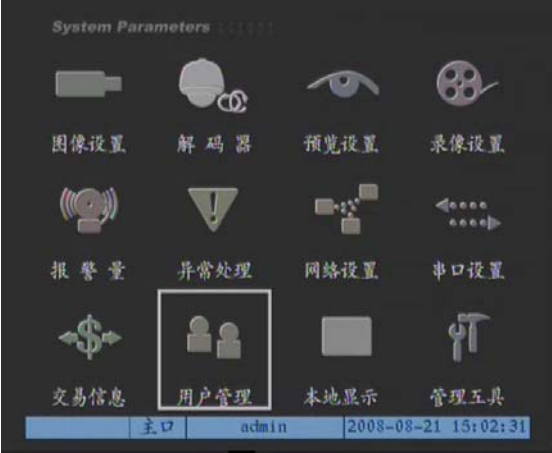 System Parameters
图像设置 解 码 器 预览设置 录像设置
报 警 量 异常处理 网络设置 串口设置
交易信息 用户管理 本地显示 管理工具
主口 admin 2008-08-21 15:02:31